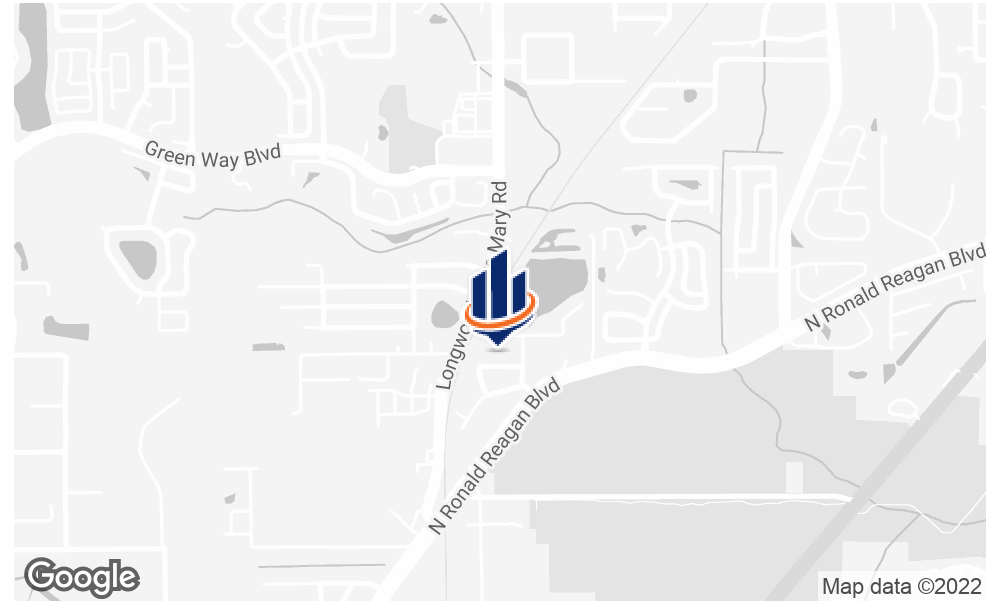 Green Way Blvd
Mary Rd
N Ronald Reagan Blvd
Longwo
N Ronald Reagan Blvd
Google
Map data ©2022